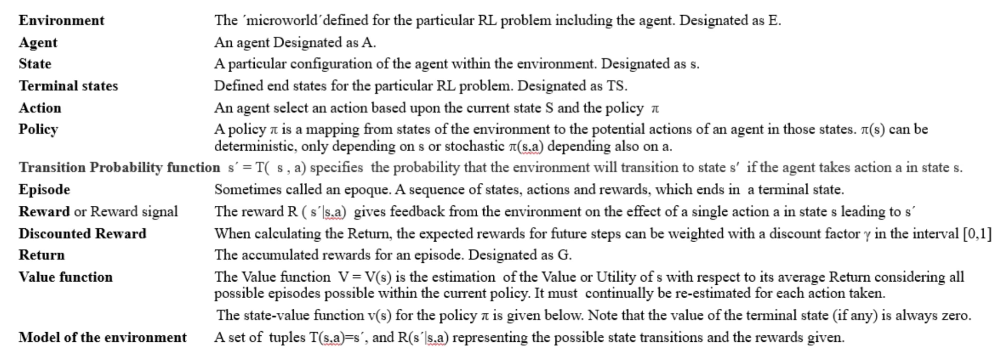 Environment The ´microworld´defined for the particular RL problem including the agent. Designated as E.
Agent An agent Designated as A.
State A particular configuration of the agent within the environment. Designated as s.
Terminal states Defined end states for the particular RL problem. Designated as TS.
Action An agent select an action based upon the current state S and the policy π
Policy A policy π is a mapping from states of the environment to the potential actions of an agent in those states. π(s) can be
deterministic, only depending on s or stochastic π(s,a) depending also on a.
Transition Probability function s´ = T( s , a) specifies the probability that the environment will transition to state s′ if the agent takes action a in state s.
Episode Sometimes called an epoque. A sequence of states, actions and rewards, which ends in a terminal state.
Reward or Reward signal The reward R ( s´|s,a) gives feedback from the environment on the effect of a single action a in state s leading to s´
Discounted Reward When calculating the Return, the expected rewards for future steps can be weighted with a discount factor γ in the interval [0,1]
Return The accumulated rewards for an episode. Designated as G.
Value function The Value function V = V(s) is the estimation of the Value or Utility of s with respect to its average Return considering all
possible episodes possible within the current policy. It must continually be re-estimated for each action taken.
The state-value function v(s) for the policy π is given below. Note that the value of the terminal state (if any) is always zero.
Model of the environment A set of tuples T(s,a)=s´, and R(s´|s,a) representing the possible state transitions and the rewards given.